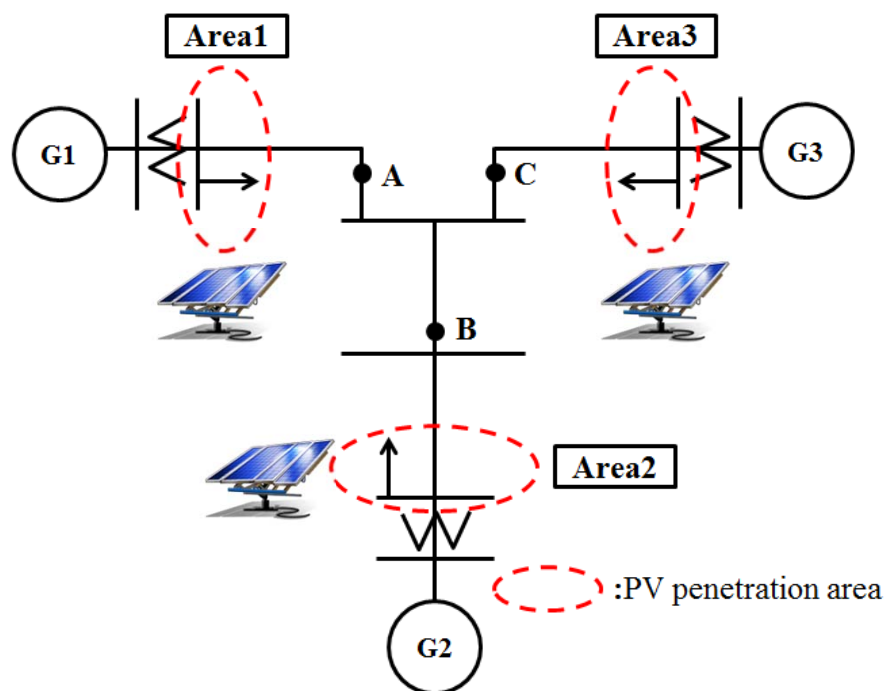 Area1
Area3
G1
A
C
G3
B
Area2
:PV penetration area
G2